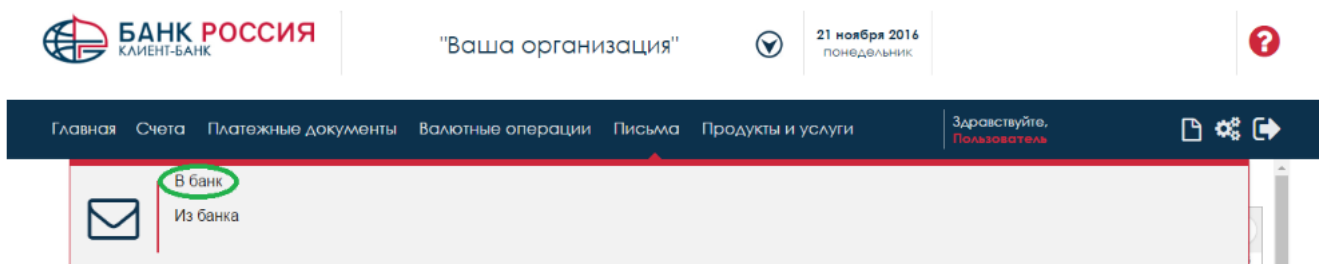 БАНК РОССИЯ
КЛИЕНТ-БАНК
"Ваша организация"
21 ноября 2016
понедельник
?
Главная Счета Платежные документы Валютные операции Письма Продукты и услуги
Здравствуйте,
Пользователь
В банк
Из банка